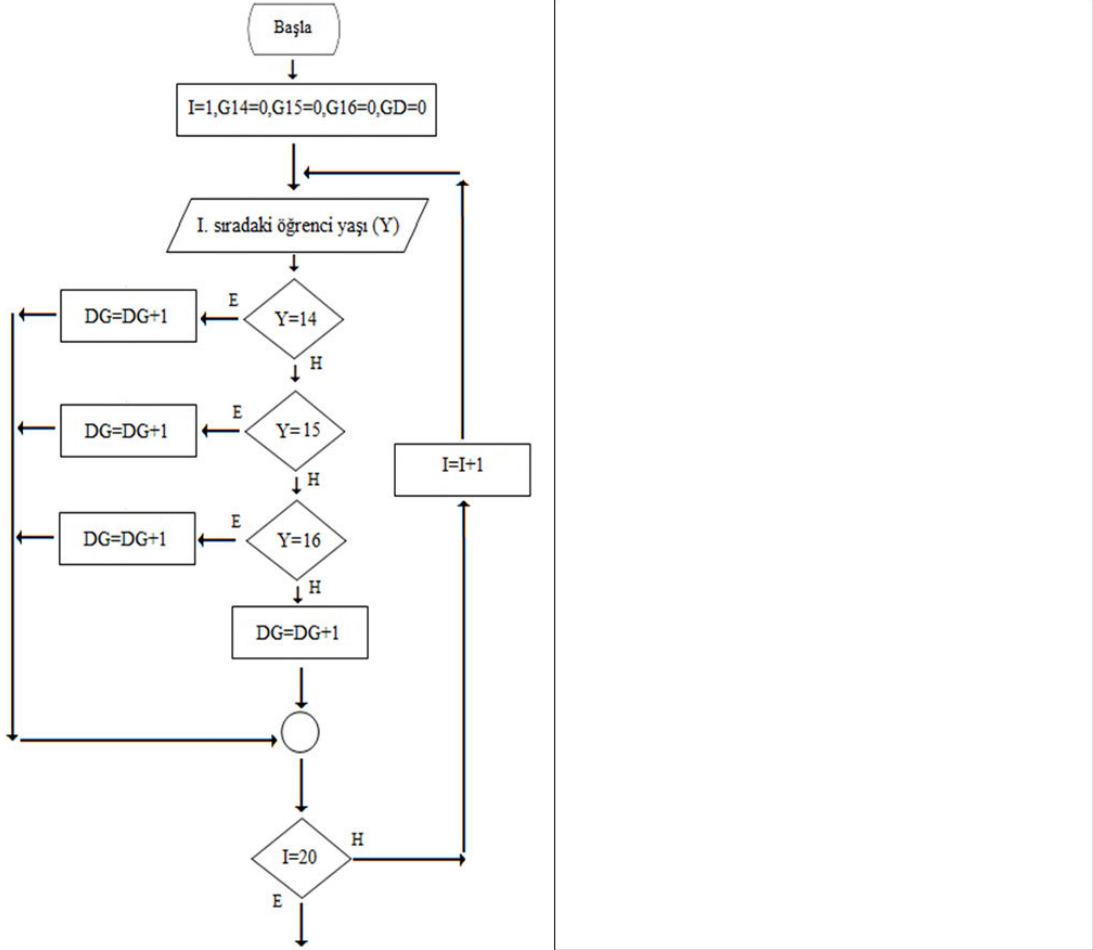 Başla
I=1,G14=0,G15=0,G16=0,GD=0
I. sıradaki öğrenci yaşı (Y)
DG=DG+1
E
Y=14
H
DG=DG+1
E
Y=15
H
I=I+1
DG=DG+1
E
Y=16
H
DG=DG+1
I=20
H
E